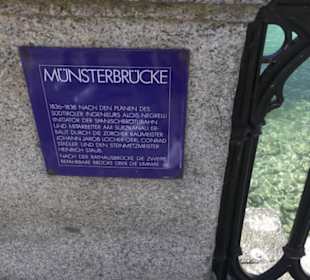 MÜNSTERBRÜCKE
1836-1838 NACH DEN PLÄNEN DES
SÜDTIROLER INGENIEURS ALOIS NEGRELLI
INITIATOR DER SPANISCHBRÖTLIBAHN
UND MITARBEITER AM SUEZKANAL ER-
BAUT DURCH DIE ZÜRCHER BAUMEISTER
JOHANN JAKOB LOCHER-OERI, CONRAD
STADLER UND DEN STEINMETZMEISTER
HEINRICH STAUB.
NACH DER RATHAUSBRÜCKE DIE ZWEITE
BEFAHRBARE BRÜCKE ÜBER DIE LIMMAT.